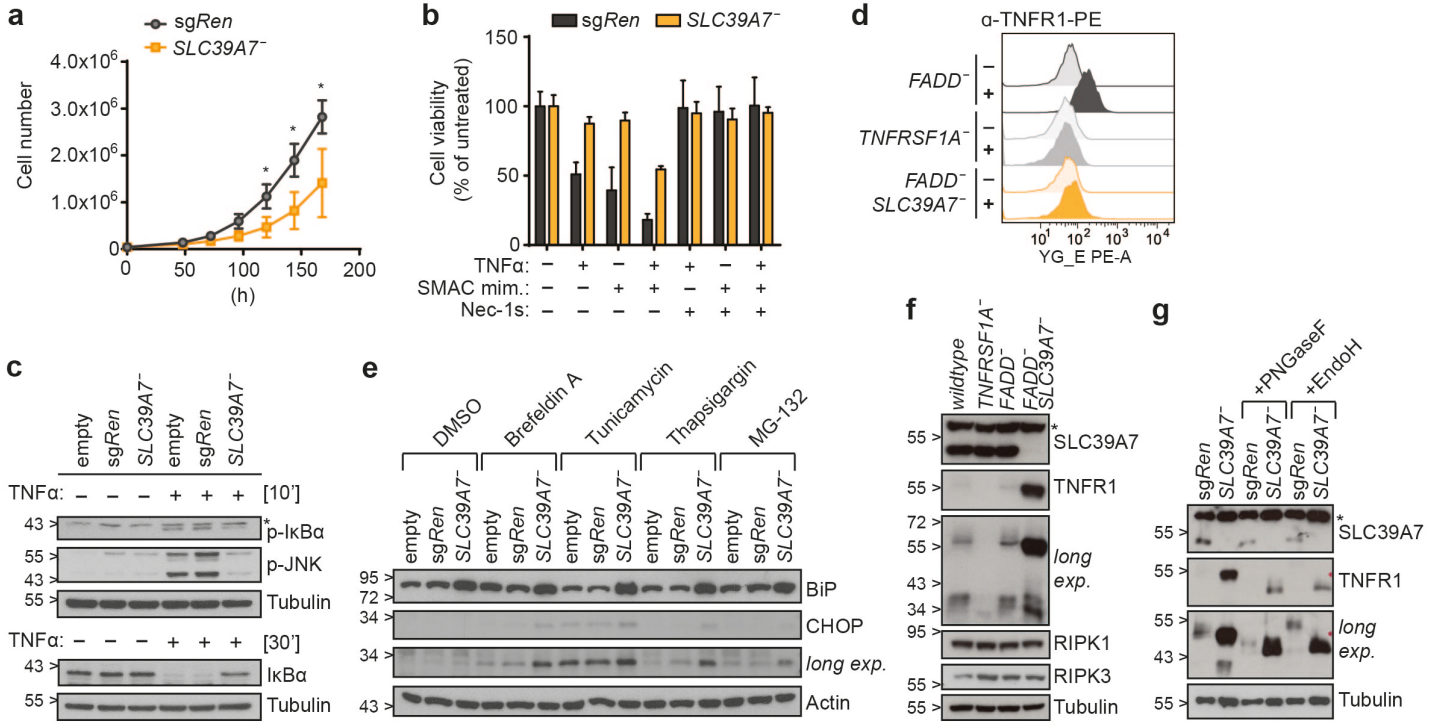 a
sgRen
SLC39A7⁻
4.0x10⁶
3.0x10⁶
2.0x10⁶
1.0x10⁶
0
Cell number
0 50 100 150 200
(h)
* * *
b
sgRen SLC39A7⁻
150
100
50
0
Cell viability
(% of untreated)
TNFα: – + – + + – +
SMAC mim.: – – + + – + +
Nec-1s: – – – – + + +
d
α-TNFR1-PE
FADD⁻ – +
TNFRSF1A⁻ – +
FADD⁻ SLC39A7⁻ – +
10¹ 10² 10³ 10⁴
YG_E PE-A
c
empty sgRen SLC39A7⁻ empty sgRen SLC39A7⁻
TNFα: – – – + + + [10’]
43 > * p-IκBα
55 > p-JNK
43 >
55 > Tubulin
TNFα: – – – + + + [30’]
43 > IκBα
55 > Tubulin
e
DMSO Brefeldin A Tunicamycin Thapsigargin MG-132
empty sgRen SLC39A7⁻ empty sgRen SLC39A7⁻ empty sgRen SLC39A7⁻ empty sgRen SLC39A7⁻ empty sgRen SLC39A7⁻
95 > BiP
72 >
34 > CHOP
34 > long exp.
43 > Actin
f
wildtype TNFRSF1A⁻ FADD⁻ FADD⁻ SLC39A7⁻
55 > * SLC39A7
55 > TNFR1
72 >
55 > long
43 > exp.
34 >
95 > RIPK1
55 > RIPK3
55 > Tubulin
g
+PNGaseF +EndoH
sgRen SLC39A7⁻ sgRen SLC39A7⁻ sgRen SLC39A7⁻
55 > * SLC39A7
55 > TNFR1
55 > long
43 > exp.
55 > Tubulin